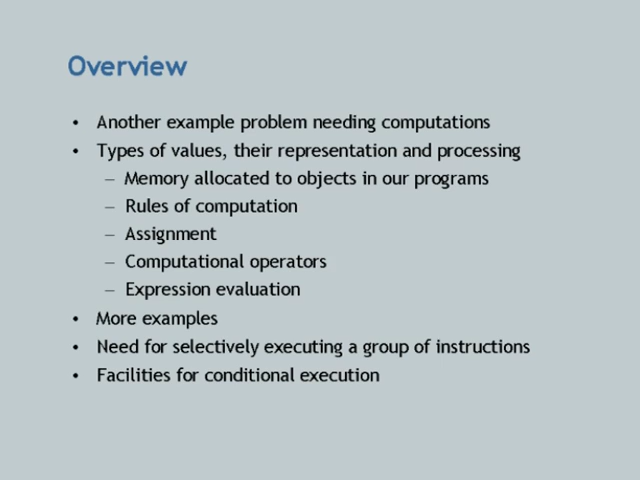 Overview
• Another example problem needing computations
• Types of values, their representation and processing
– Memory allocated to objects in our programs
– Rules of computation
– Assignment
– Computational operators
– Expression evaluation
• More examples
• Need for selectively executing a group of instructions
• Facilities for conditional execution